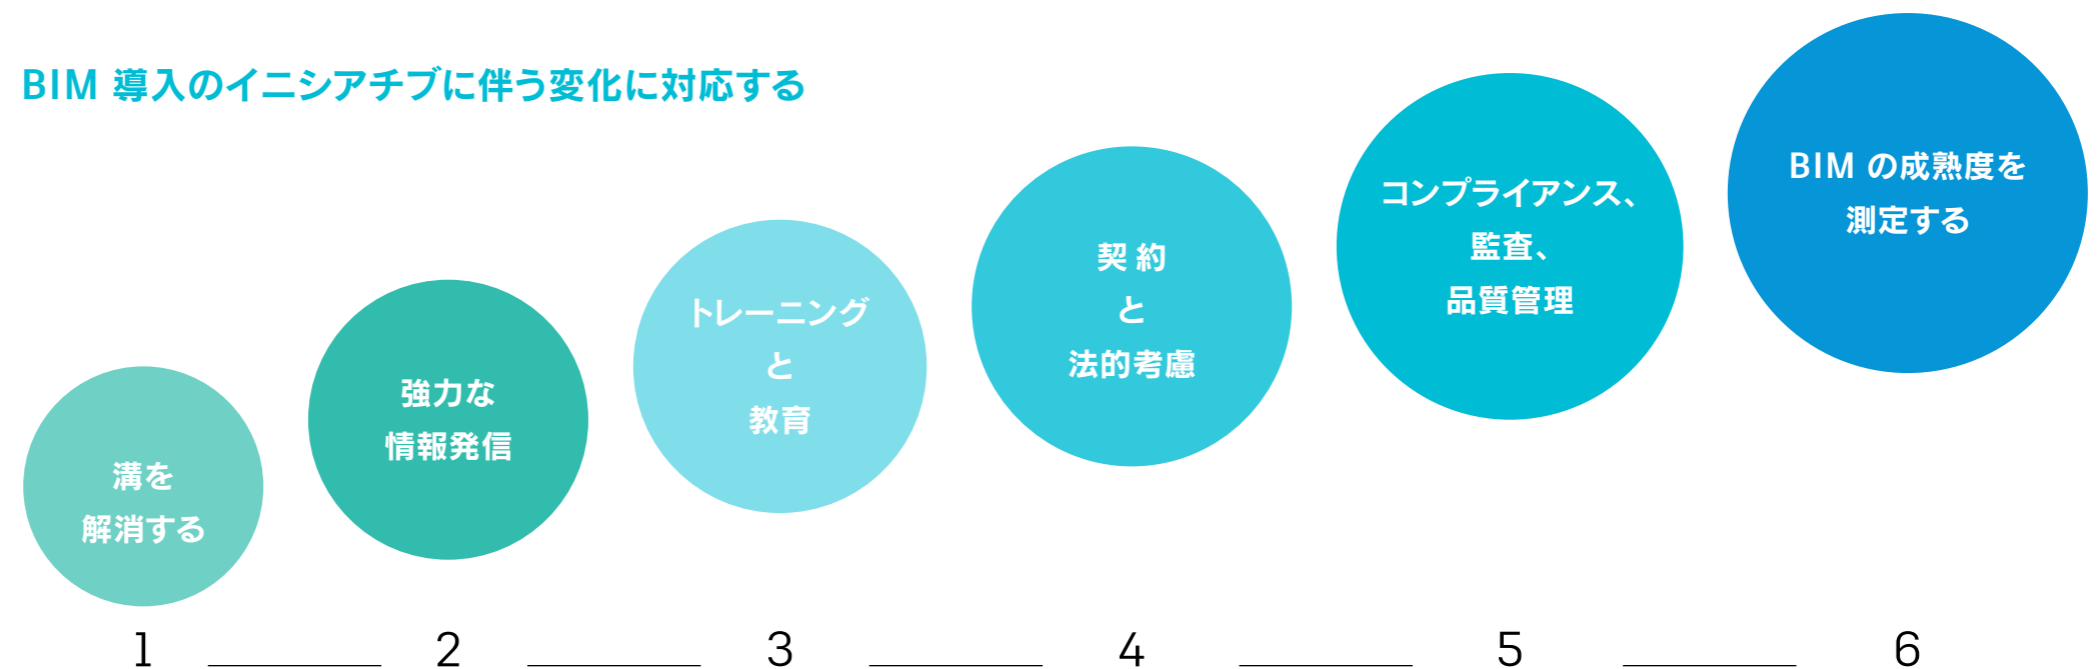 BIM 導入のイニシアチブに伴う変化に対応する
溝を
解消する
強力な
情報発信
トレーニング
と
教育
契約
と
法的考慮
コンプライアンス、
監査、
品質管理
BIM の成熟度を
測定する
1
2
3
4
5
6